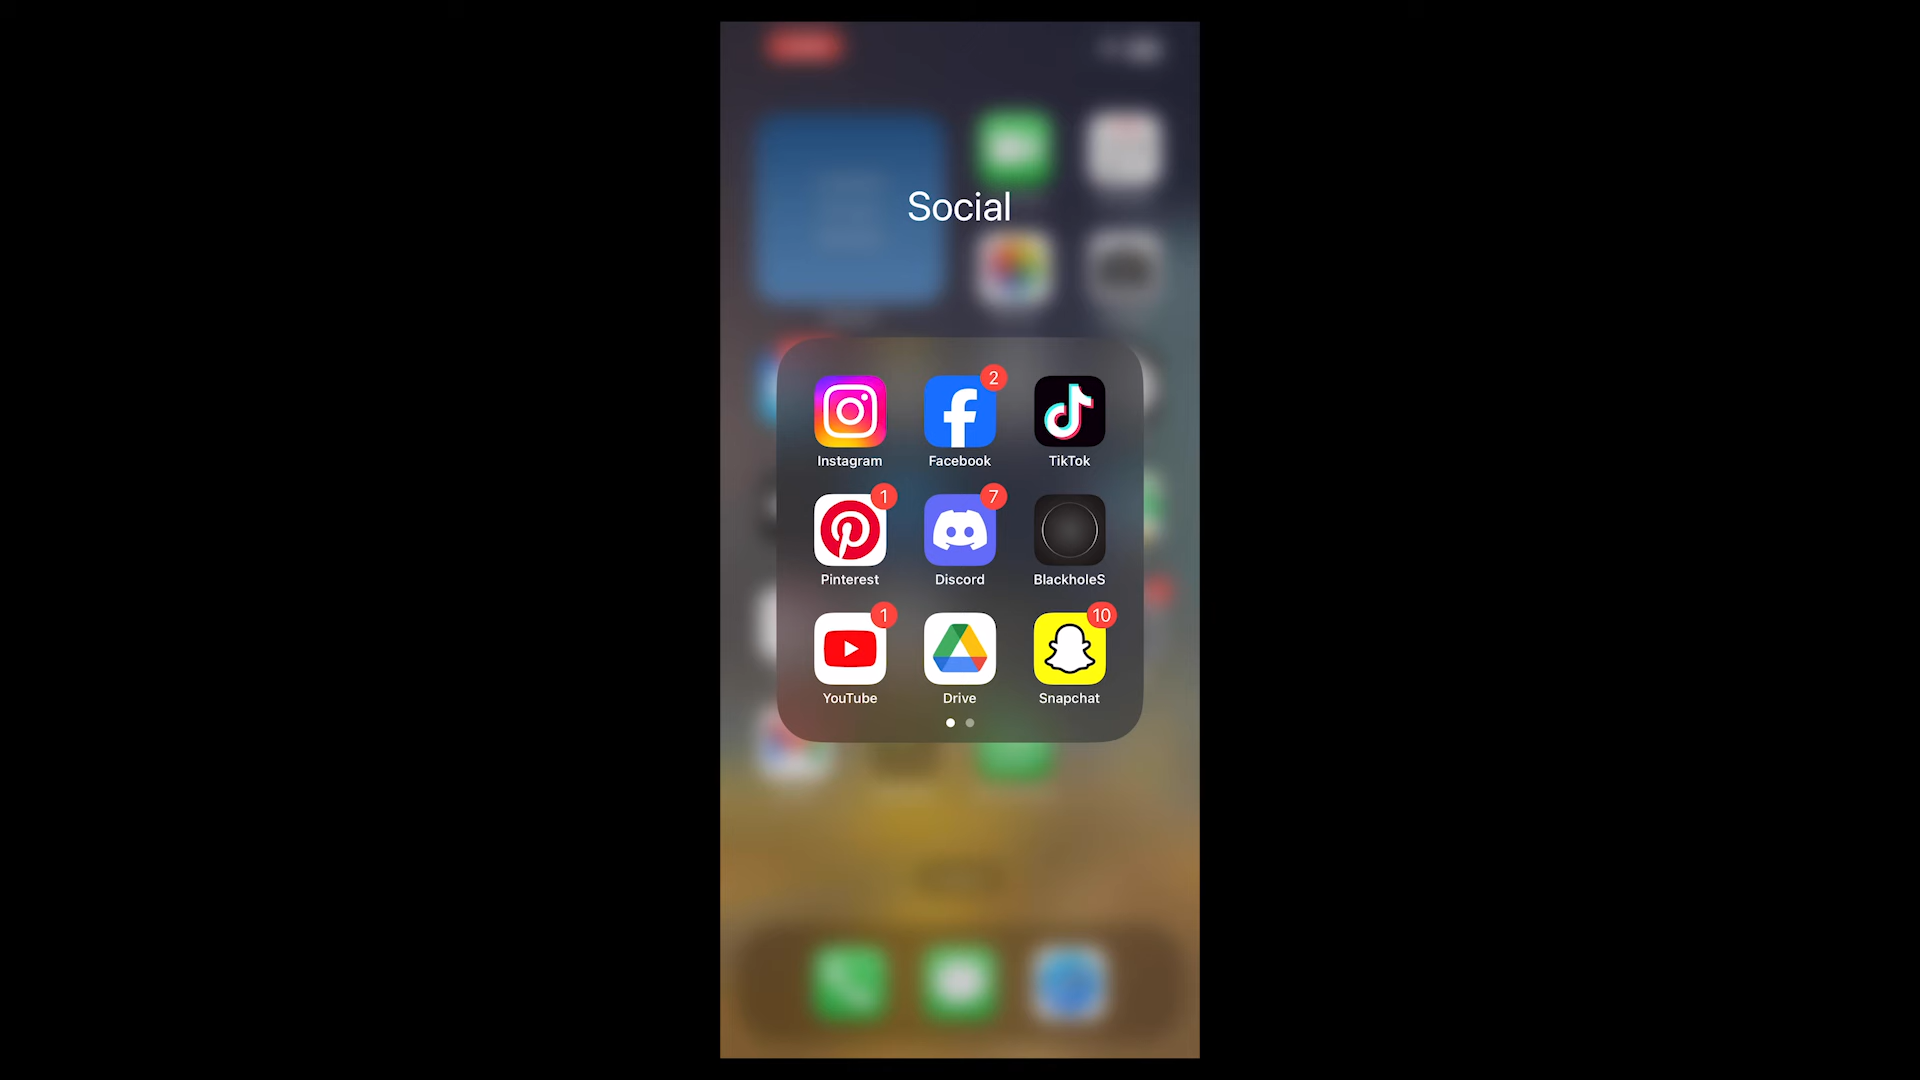 Social
2
Instagram Facebook TikTok
1 7
Pinterest Discord BlackholeS
1 10
YouTube Drive Snapchat